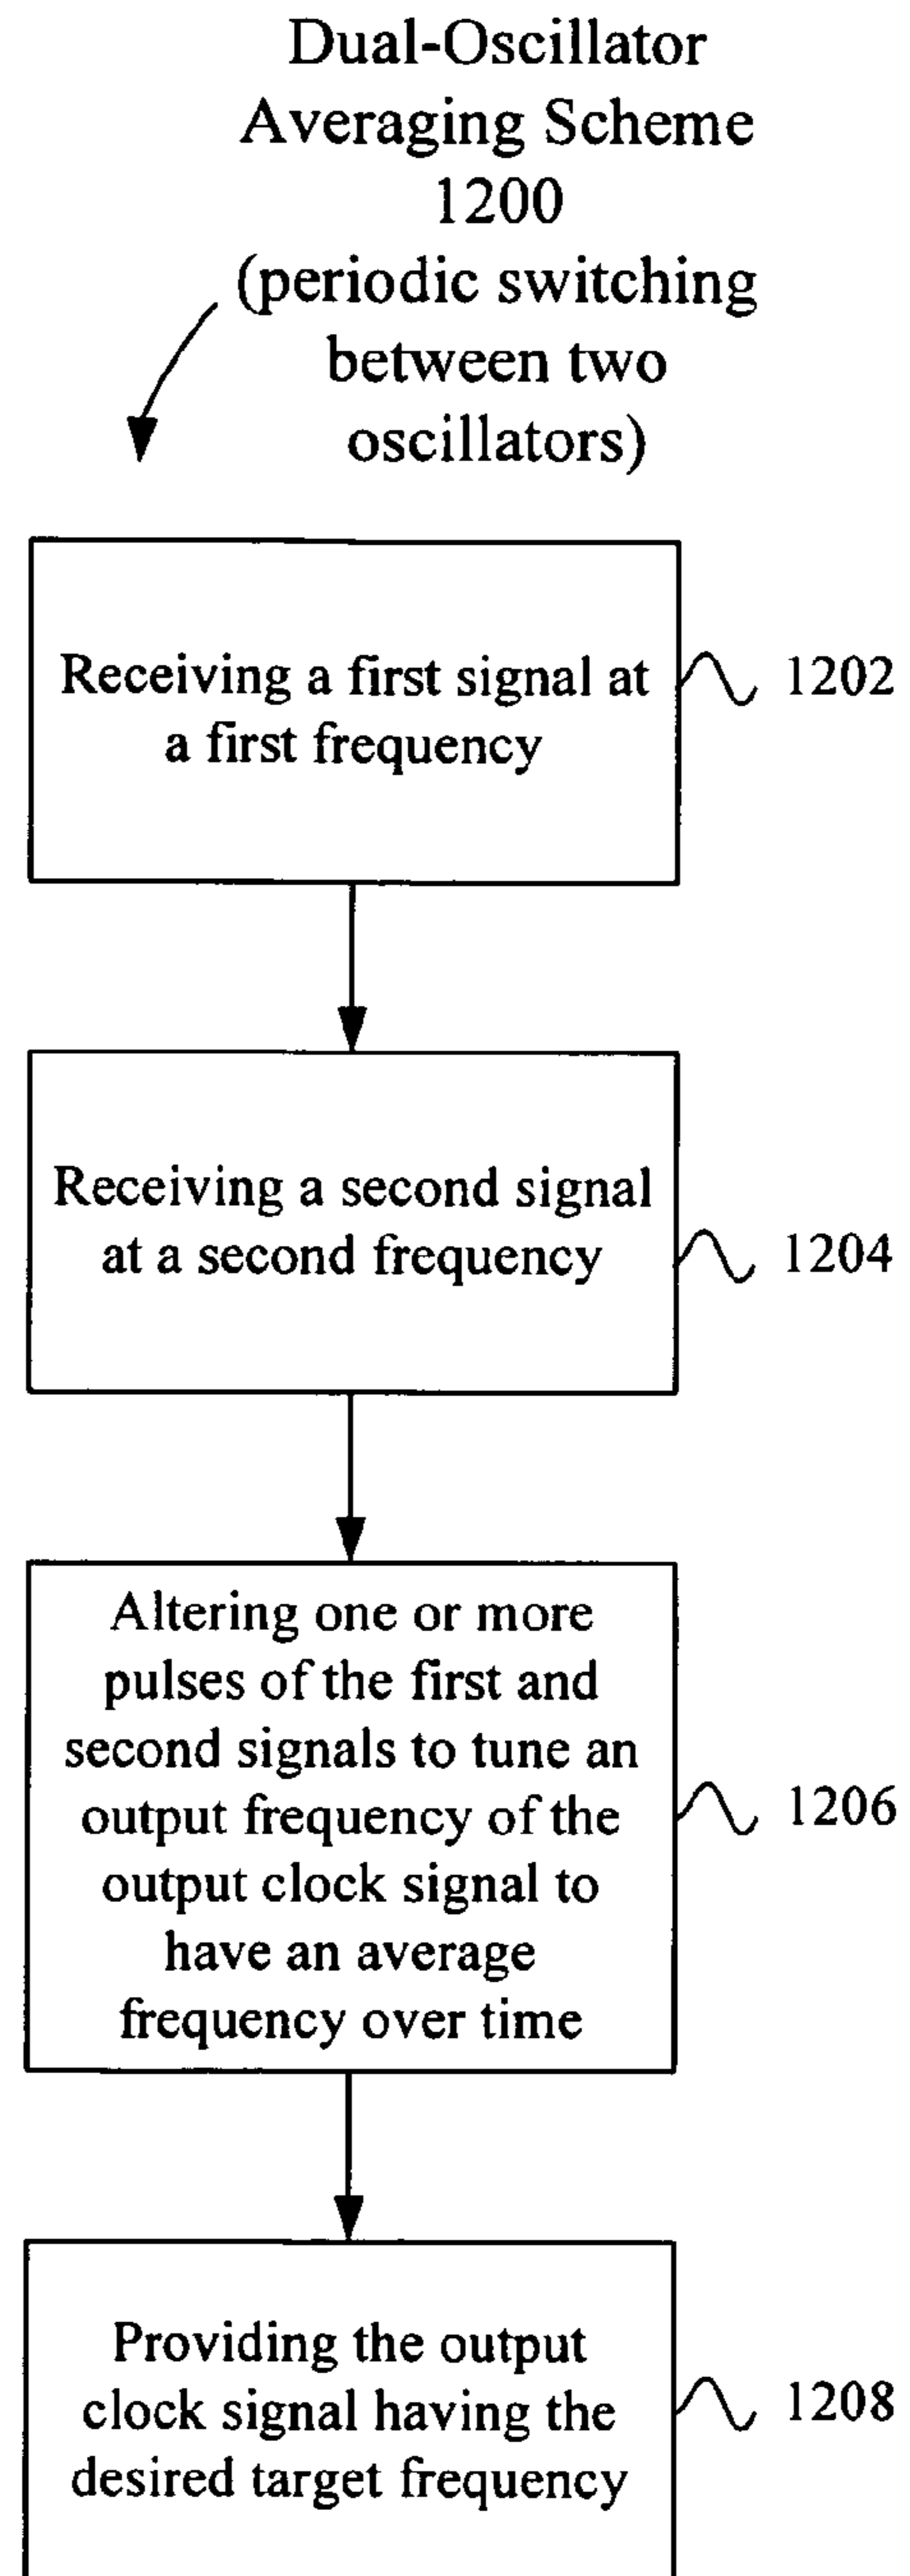 Dual-Oscillator
Averaging Scheme
1200
(periodic switching
between two
oscillators)
Receiving a first signal at
a first frequency
1202
Receiving a second signal
at a second frequency
1204
Altering one or more
pulses of the first and
second signals to tune an
output frequency of the
output clock signal to
have an average
frequency over time
1206
Providing the output
clock signal having the
desired target frequency
1208